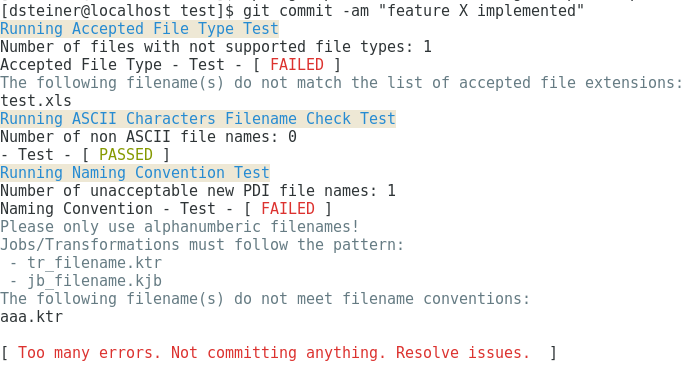 [dsteiner@localhost test]$ git commit -am "feature X implemented"
Running Accepted File Type Test
Number of files with not supported file types: 1
Accepted File Type - Test - [ FAILED ]
The following filename(s) do not match the list of accepted file extensions:
test.xls
Running ASCII Characters Filename Check Test
Number of non ASCII file names: 0
- Test - [ PASSED ]
Running Naming Convention Test
Number of unacceptable new PDI file names: 1
Naming Convention - Test - [ FAILED ]
Please only use alphanumberic filenames!
Jobs/Transformations must follow the pattern:
 - tr_filename.ktr
 - jb_filename.kjb
The following filename(s) do not meet filename conventions:
aaa.ktr
[ Too many errors. Not committing anything. Resolve issues.  ]